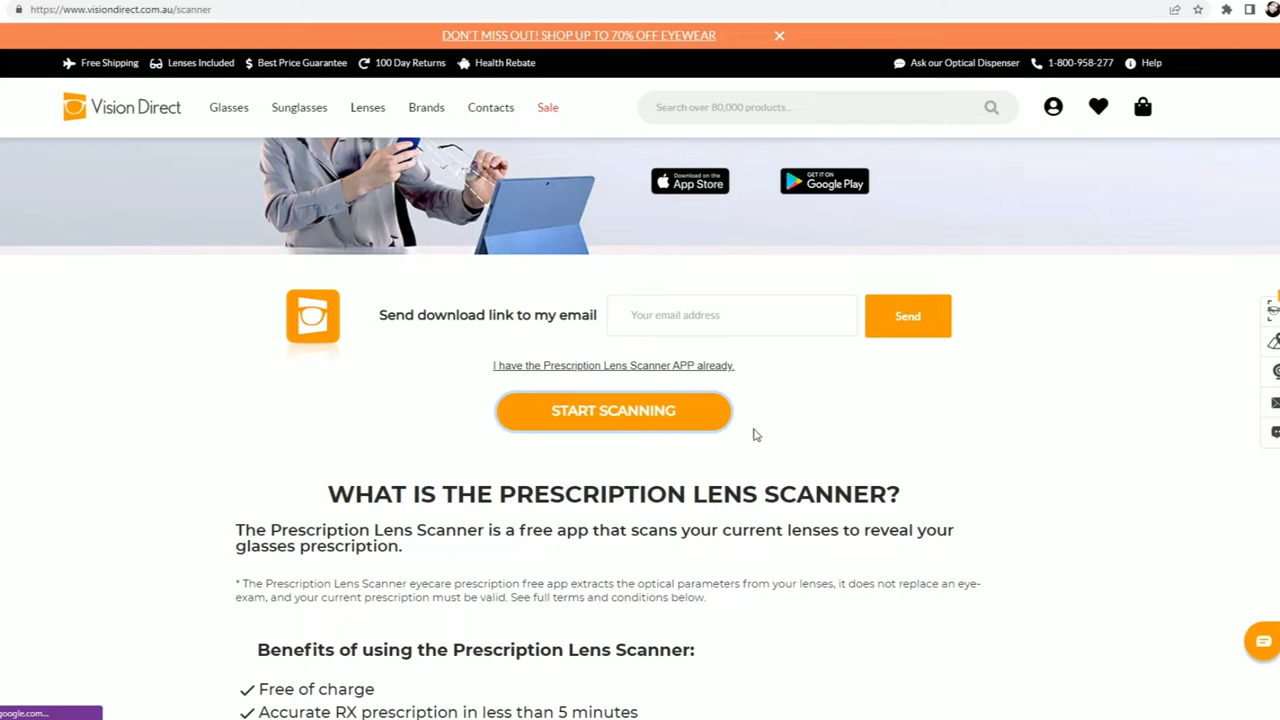 https://www.visiondirect.com.au/scanner
DON'T MISS OUT! SHOP UP TO 70% OFF EYEWEAR
Free Shipping Lenses Included $ Best Price Guarantee 100 Day Returns Health Rebate Ask our Optical Dispenser 1-800-958-277 Help
Vision Direct Glasses Sunglasses Lenses Brands Contacts Sale Search over 80,000 products...
Download on the App Store
GET IT ON Google Play
Send download link to my email Your email address Send
I have the Prescription Lens Scanner APP already.
START SCANNING
WHAT IS THE PRESCRIPTION LENS SCANNER?
The Prescription Lens Scanner is a free app that scans your current lenses to reveal your
glasses prescription.
* The Prescription Lens Scanner eyecare prescription free app extracts the optical parameters from your lenses, it does not replace an eye-
exam, and your current prescription must be valid. See full terms and conditions below.
Benefits of using the Prescription Lens Scanner:
Free of charge
Accurate RX prescription in less than 5 minutes
google.com...